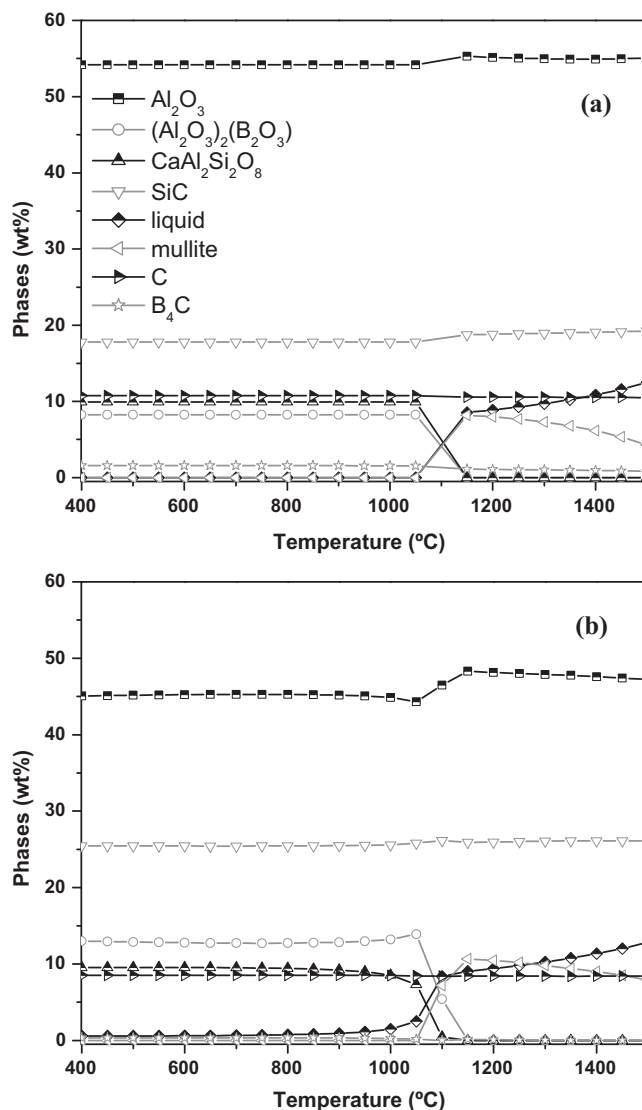 60
50
40
30
20
10
0
Phases (wt%)
(a)
Al₂O₃
(Al₂O₃)₂(B₂O₃)
CaAl₂Si₂O₈
SiC
liquid
mullite
C
B₄C
400 600 800 1000 1200 1400
Temperature (ºC)
60
50
40
30
20
10
0
Phases (wt%)
(b)
400 600 800 1000 1200 1400
Temperature (ºC)